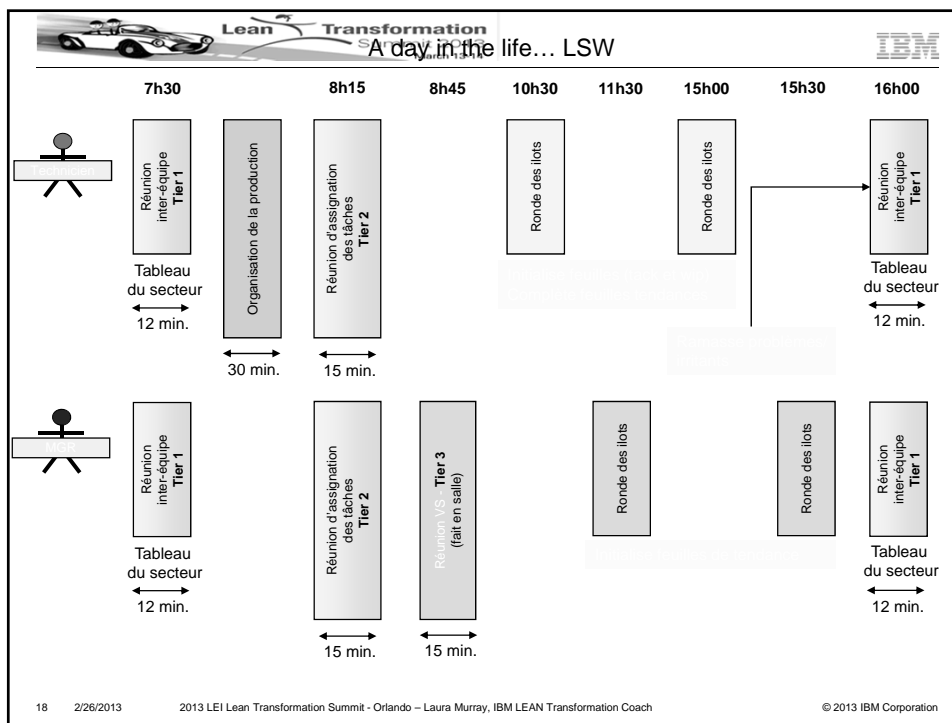 Lean Transformation
A day in the life… LSW
March 13-14
IBM
7h30
8h15
8h45
10h30
11h30
15h00
15h30
16h00
Technicien
Réunion
inter-équipe
Tier 1
Tableau
du secteur
12 min.
Organisation de la production
30 min.
Réunion d'assignation
des tâches
Tier 2
15 min.
Ronde des ilots
Ronde des ilots
Réunion
inter-équipe
Tier 1
Tableau
du secteur
12 min.
MGR
Réunion
inter-équipe
Tier 1
Tableau
du secteur
12 min.
Réunion d'assignation
des tâches
Tier 2
15 min.
Réunion VS - Tier 3
(fait en salle)
15 min.
Ronde des ilots
Ronde des ilots
Réunion
inter-équipe
Tier 1
Tableau
du secteur
12 min.
18 2/26/2013 2013 LEI Lean Transformation Summit - Orlando – Laura Murray, IBM LEAN Transformation Coach © 2013 IBM Corporation